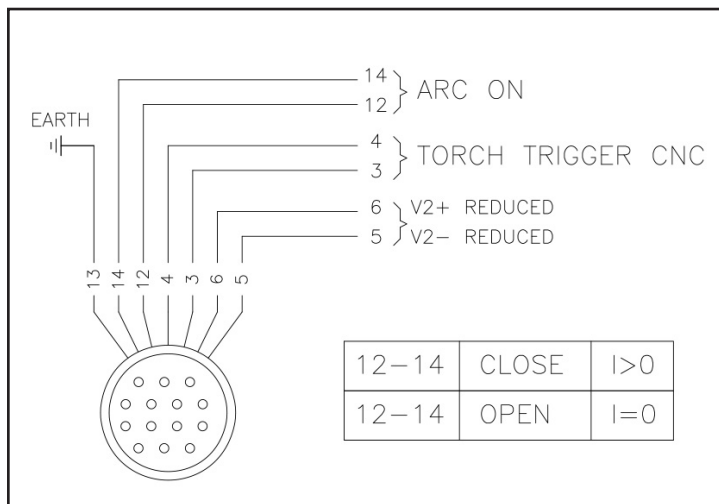 14
ARC ON
12
EARTH
4
TORCH TRIGGER CNC
3
6 V2+ REDUCED
5 V2- REDUCED
13 14 12 4 3 6 5
12-14 CLOSE I>0
12-14 OPEN I=0